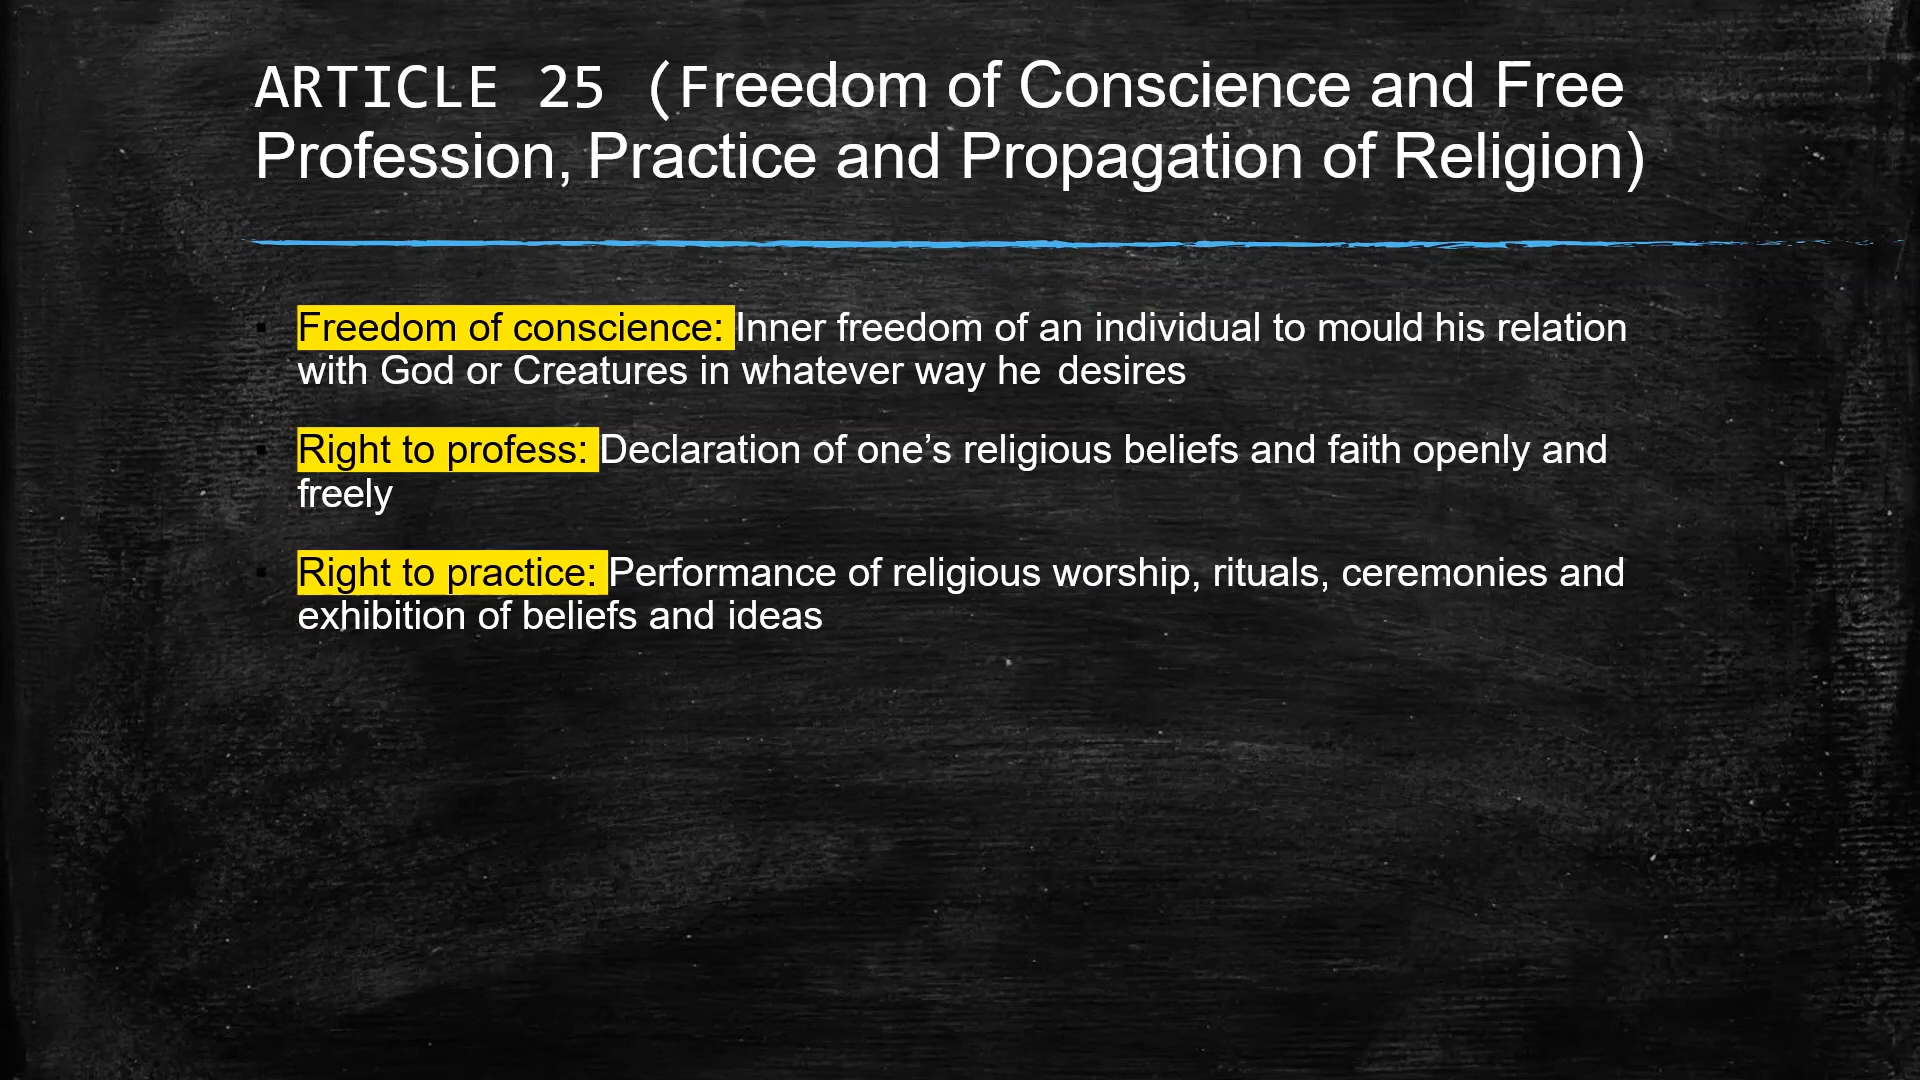 ARTICLE 25 (Freedom of Conscience and Free
Profession, Practice and Propagation of Religion)
▪ Freedom of conscience: Inner freedom of an individual to mould his relation
with God or Creatures in whatever way he desires
▪ Right to profess: Declaration of one’s religious beliefs and faith openly and
freely
▪ Right to practice: Performance of religious worship, rituals, ceremonies and
exhibition of beliefs and ideas